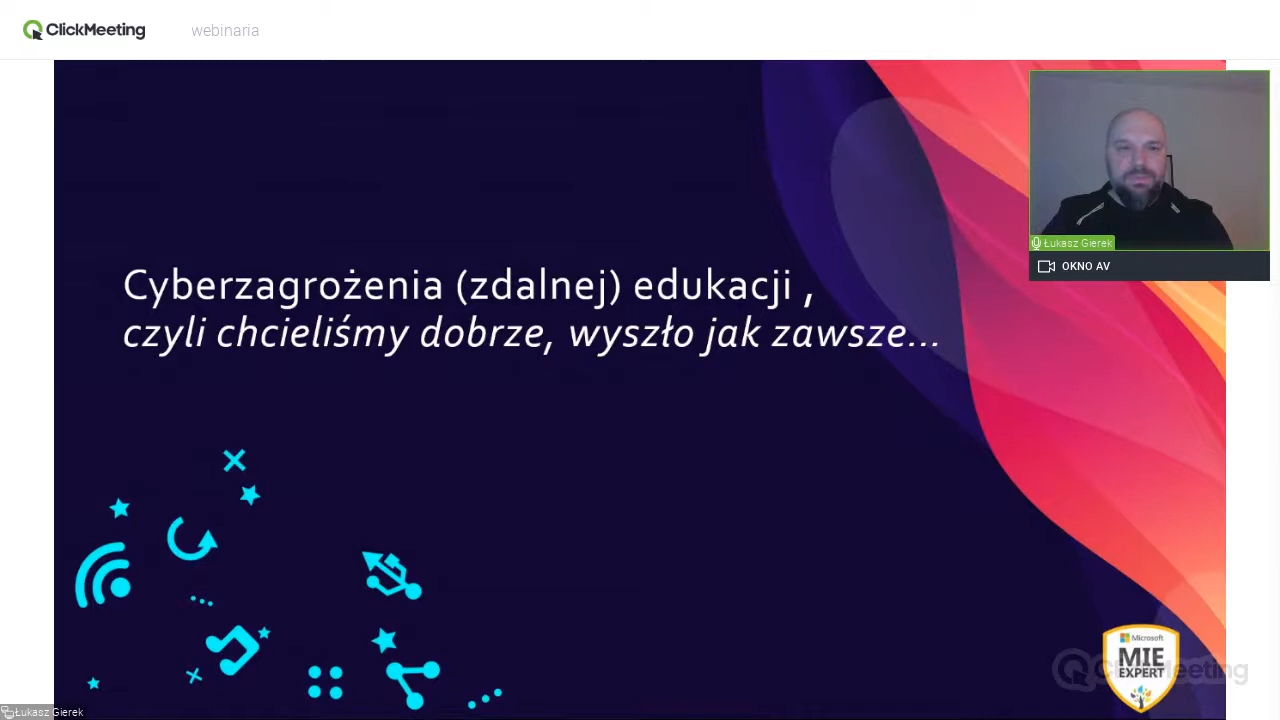 ClickMeeting webinaria
Cyberzagrożenia (zdalnej) edukacji ,
czyli chcieliśmy dobrze, wyszło jak zawsze...
Łukasz Gierek
OKNO AV
Microsoft
MIE
EXPERT
ClickMeeting
Łukasz Gierek